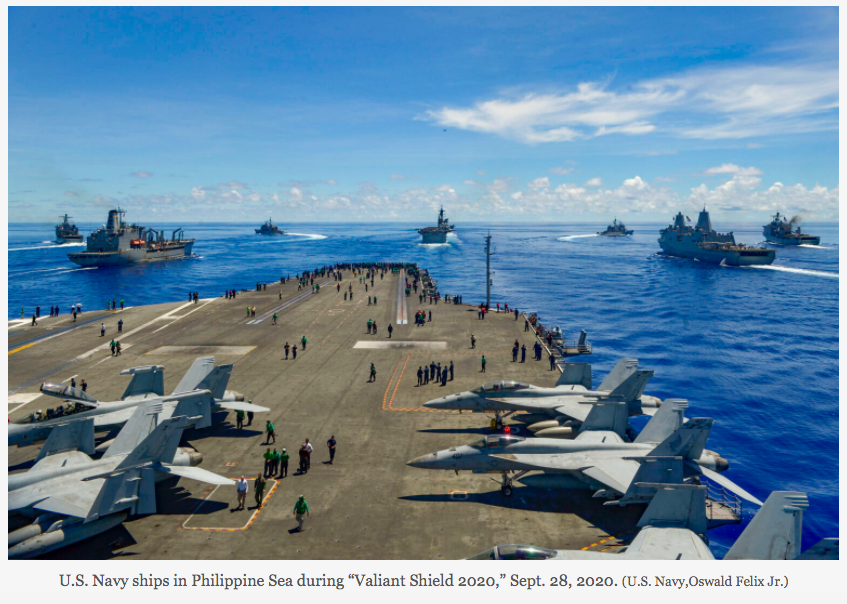 U.S. Navy ships in Philippine Sea during “Valiant Shield 2020,” Sept. 28, 2020. (U.S. Navy,Oswald Felix Jr.)